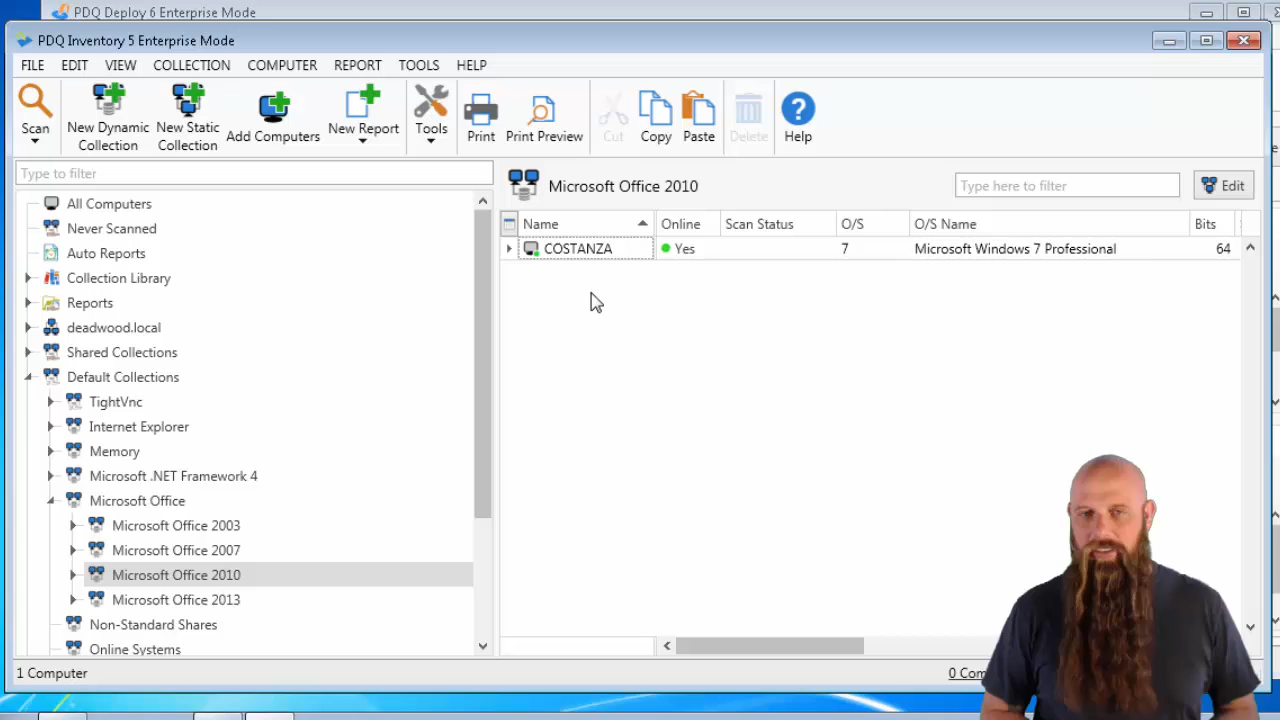 PDQ Deploy 6 Enterprise Mode
PDQ Inventory 5 Enterprise Mode
FILE EDIT VIEW COLLECTION COMPUTER REPORT TOOLS HELP
Scan
New Dynamic Collection
New Static Collection
Add Computers
New Report
Tools
Print
Print Preview
Cut
Copy
Paste
Delete
Help
Type to filter
Microsoft Office 2010
Type here to filter
Edit
Name Online Scan Status O/S O/S Name Bits
COSTANZA Yes 7 Microsoft Windows 7 Professional 64
All Computers
Never Scanned
Auto Reports
Collection Library
Reports
deadwood.local
Shared Collections
Default Collections
TightVnc
Internet Explorer
Memory
Microsoft .NET Framework 4
Microsoft Office
Microsoft Office 2003
Microsoft Office 2007
Microsoft Office 2010
Microsoft Office 2013
Non-Standard Shares
Online Systems
1 Computer
0 Com